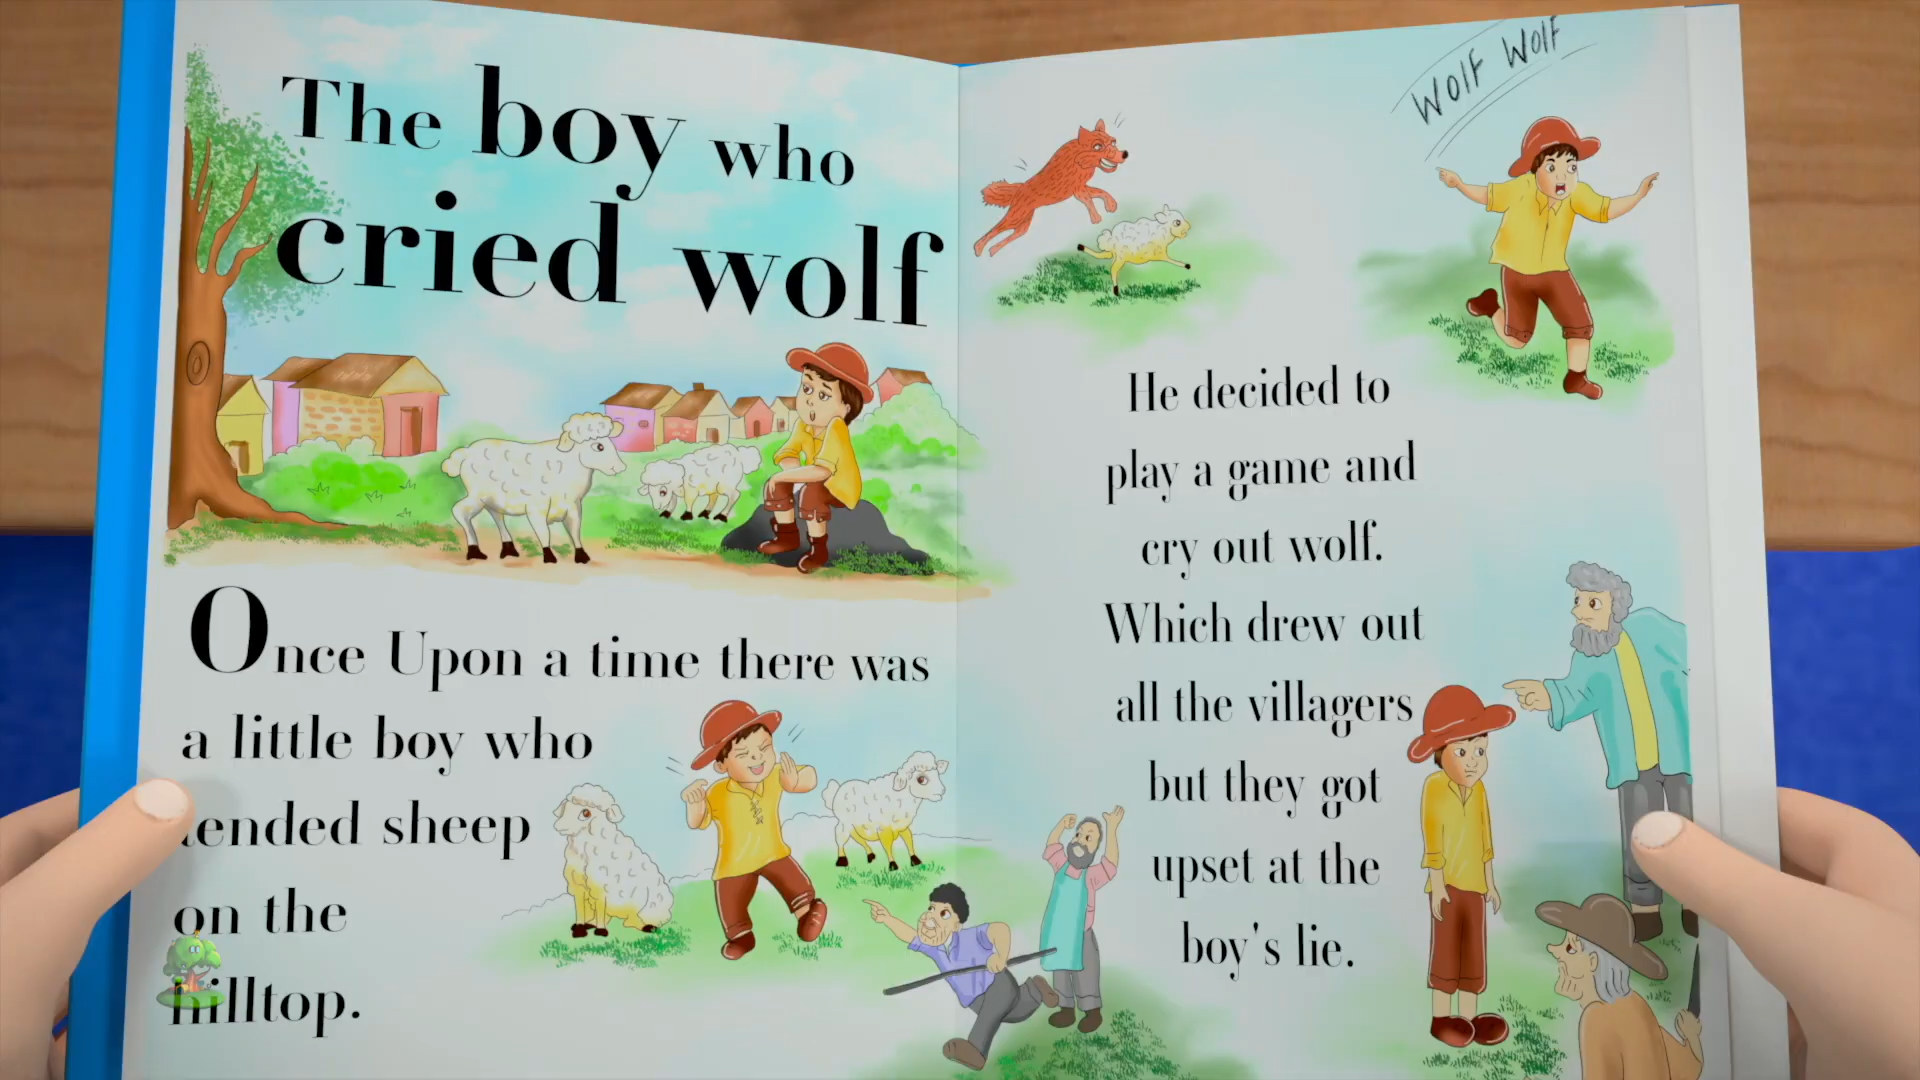 The boy who
cried wolf
Once Upon a time there was
a little boy who
tended sheep
on the
hilltop.
WOLF WOLF
He decided to
play a game and
cry out wolf.
Which drew out
all the villagers
but they got
upset at the
boy's lie.